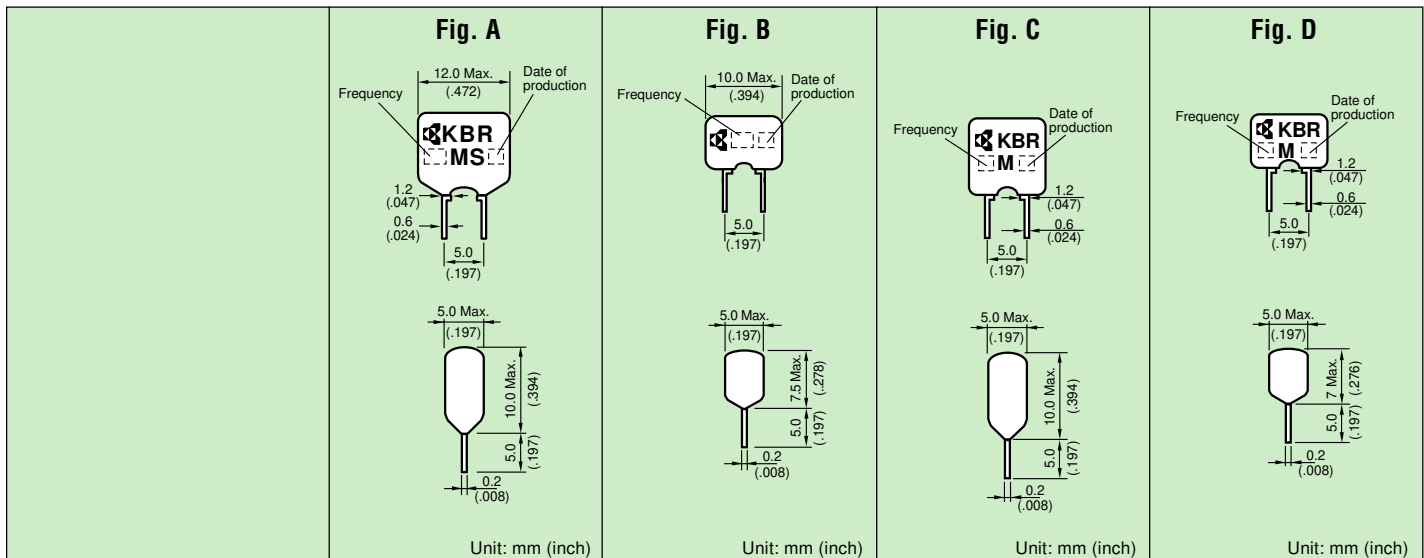 Fig. A
12.0 Max.
(.472)
Date of
production
Frequency
KBR
MS
1.2
(.047)
0.6
(.024)
5.0
(.197)
5.0 Max.
(.197)
10.0 Max.
(.394)
5.0
(.197)
0.2
(.008)
Unit: mm (inch)
Fig. B
10.0 Max.
(.394)
Date of
production
Frequency
5.0
(.197)
5.0 Max.
(.197)
7.5 Max.
(.278)
5.0
(.197)
0.2
(.008)
Unit: mm (inch)
Fig. C
Date of
production
Frequency
KBR
M
1.2
(.047)
0.6
(.024)
5.0
(.197)
5.0 Max.
(.197)
10.0 Max.
(.394)
5.0
(.197)
0.2
(.008)
Unit: mm (inch)
Fig. D
Date of
production
Frequency
KBR
M
1.2
(.047)
0.6
(.024)
5.0
(.197)
5.0 Max.
(.197)
7 Max.
(.276)
5.0
(.197)
0.2
(.008)
Unit: mm (inch)